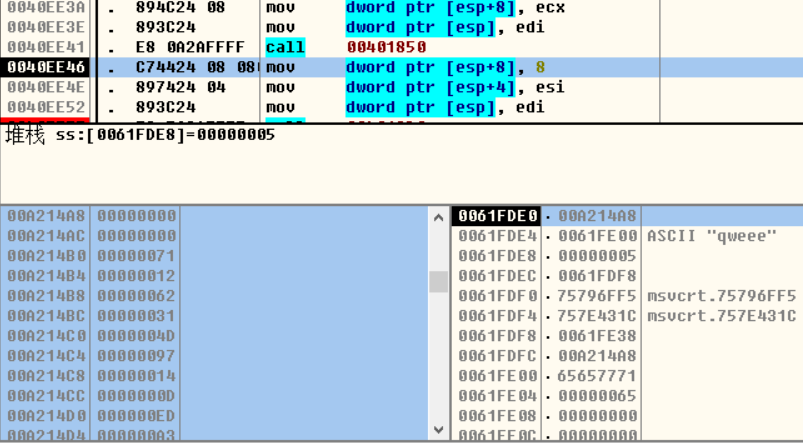 0040EE3A . 894C24 08 mov dword ptr [esp+8], ecx
0040EE3E . 893C24 mov dword ptr [esp], edi
0040EE41 . E8 0A2AFFFF call 00401850
0040EE46 . C74424 08 08 mov dword ptr [esp+8], 8
0040EE4E . 897424 04 mov dword ptr [esp+4], esi
0040EE52 . 893C24 mov dword ptr [esp], edi
堆栈 ss:[0061FDE8]=00000005
00A214A8 00000000
00A214AC 00000000
00A214B0 00000071
00A214B4 00000012
00A214B8 00000062
00A214BC 00000031
00A214C0 0000004D
00A214C4 00000097
00A214C8 00000014
00A214CC 0000000D
00A214D0 000000ED
00A214D4 000000A3
0061FDE0 · 00A214A8
0061FDE4 · 0061FE00 ASCII "qweee"
0061FDE8 · 00000005
0061FDEC · 0061FDF8
0061FDF0 · 75796FF5 msvcrt.75796FF5
0061FDF4 · 757E431C msvcrt.757E431C
0061FDF8 · 0061FE38
0061FDFC · 00A214A8
0061FE00 · 65657771
0061FE04 · 00000065
0061FE08 · 00000000
0061FE0C · 00000000